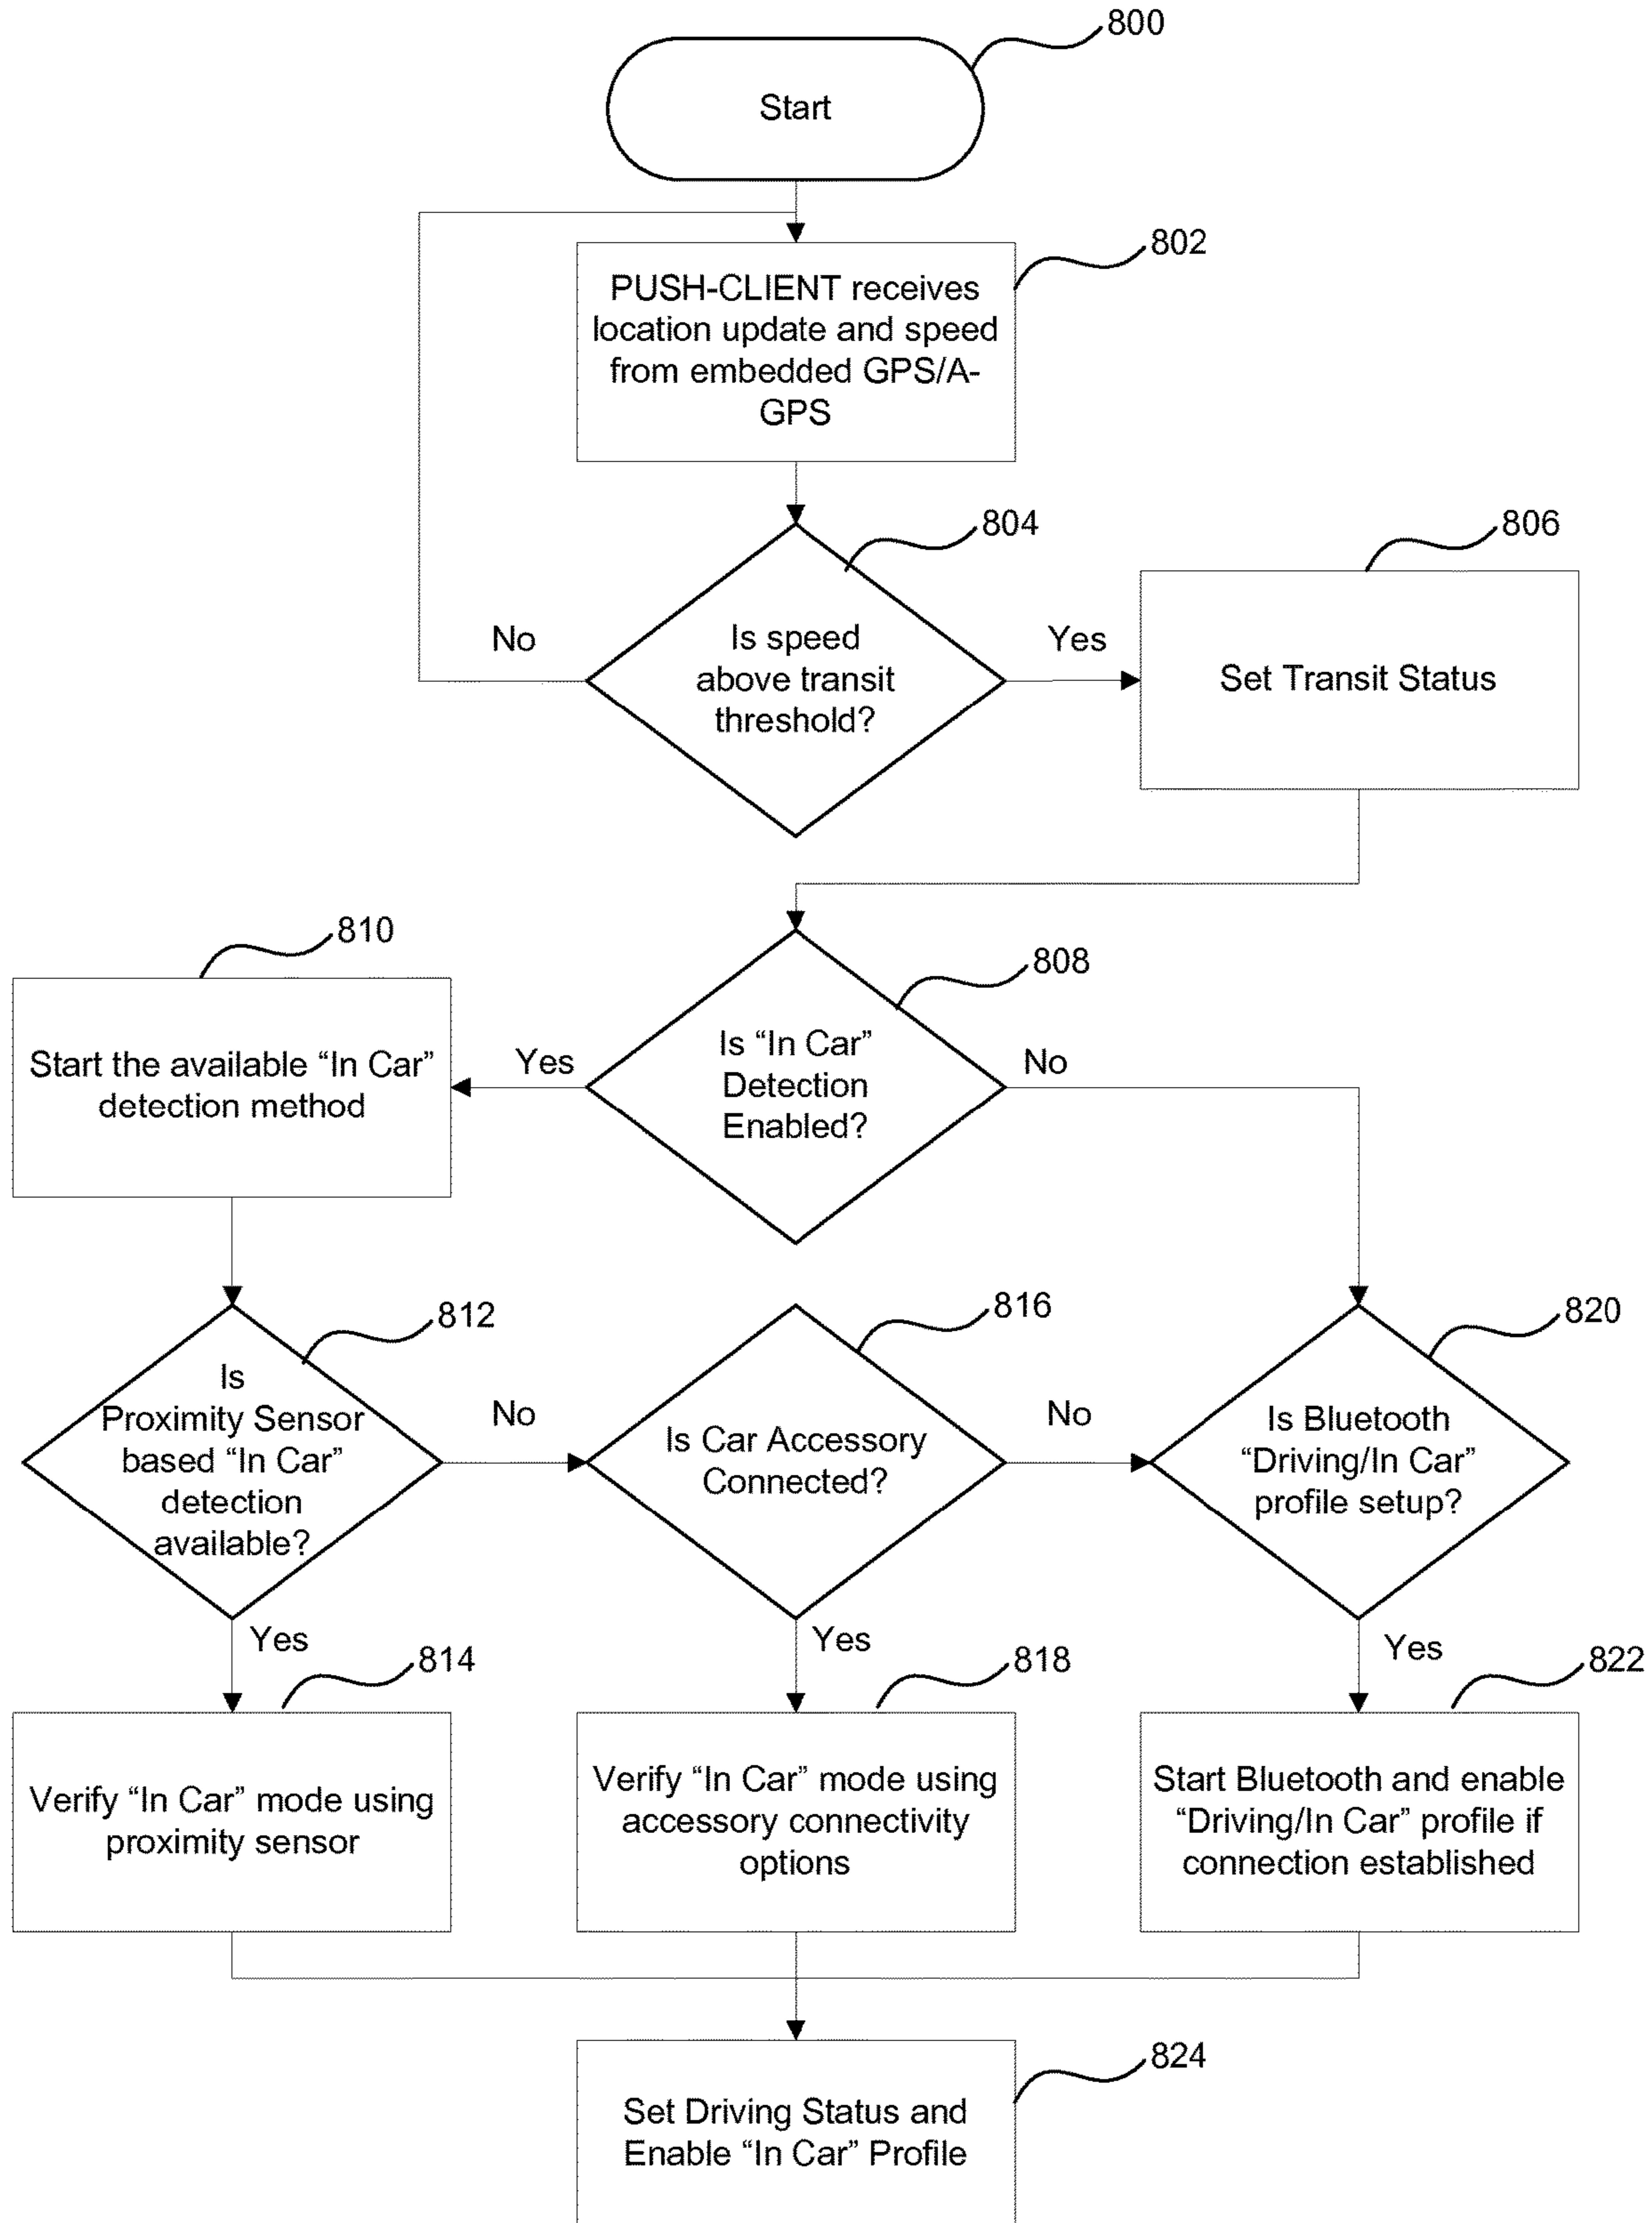 800
Start
802
PUSH-CLIENT receives
location update and speed
from embedded GPS/A-
GPS
804
806
No
Is speed
above transit
threshold?
Yes
Set Transit Status
810
808
Start the available “In Car”
detection method
Yes
Is “In Car”
Detection
Enabled?
No
812
816
820
Is
Proximity Sensor
based “In Car”
detection
available?
No
Is Car Accessory
Connected?
No
Is Bluetooth
“Driving/In Car”
profile setup?
Yes
Yes
Yes
814
818
822
Verify “In Car” mode using
proximity sensor
Verify “In Car” mode using
accessory connectivity
options
Start Bluetooth and enable
“Driving/In Car” profile if
connection established
824
Set Driving Status and
Enable “In Car” Profile